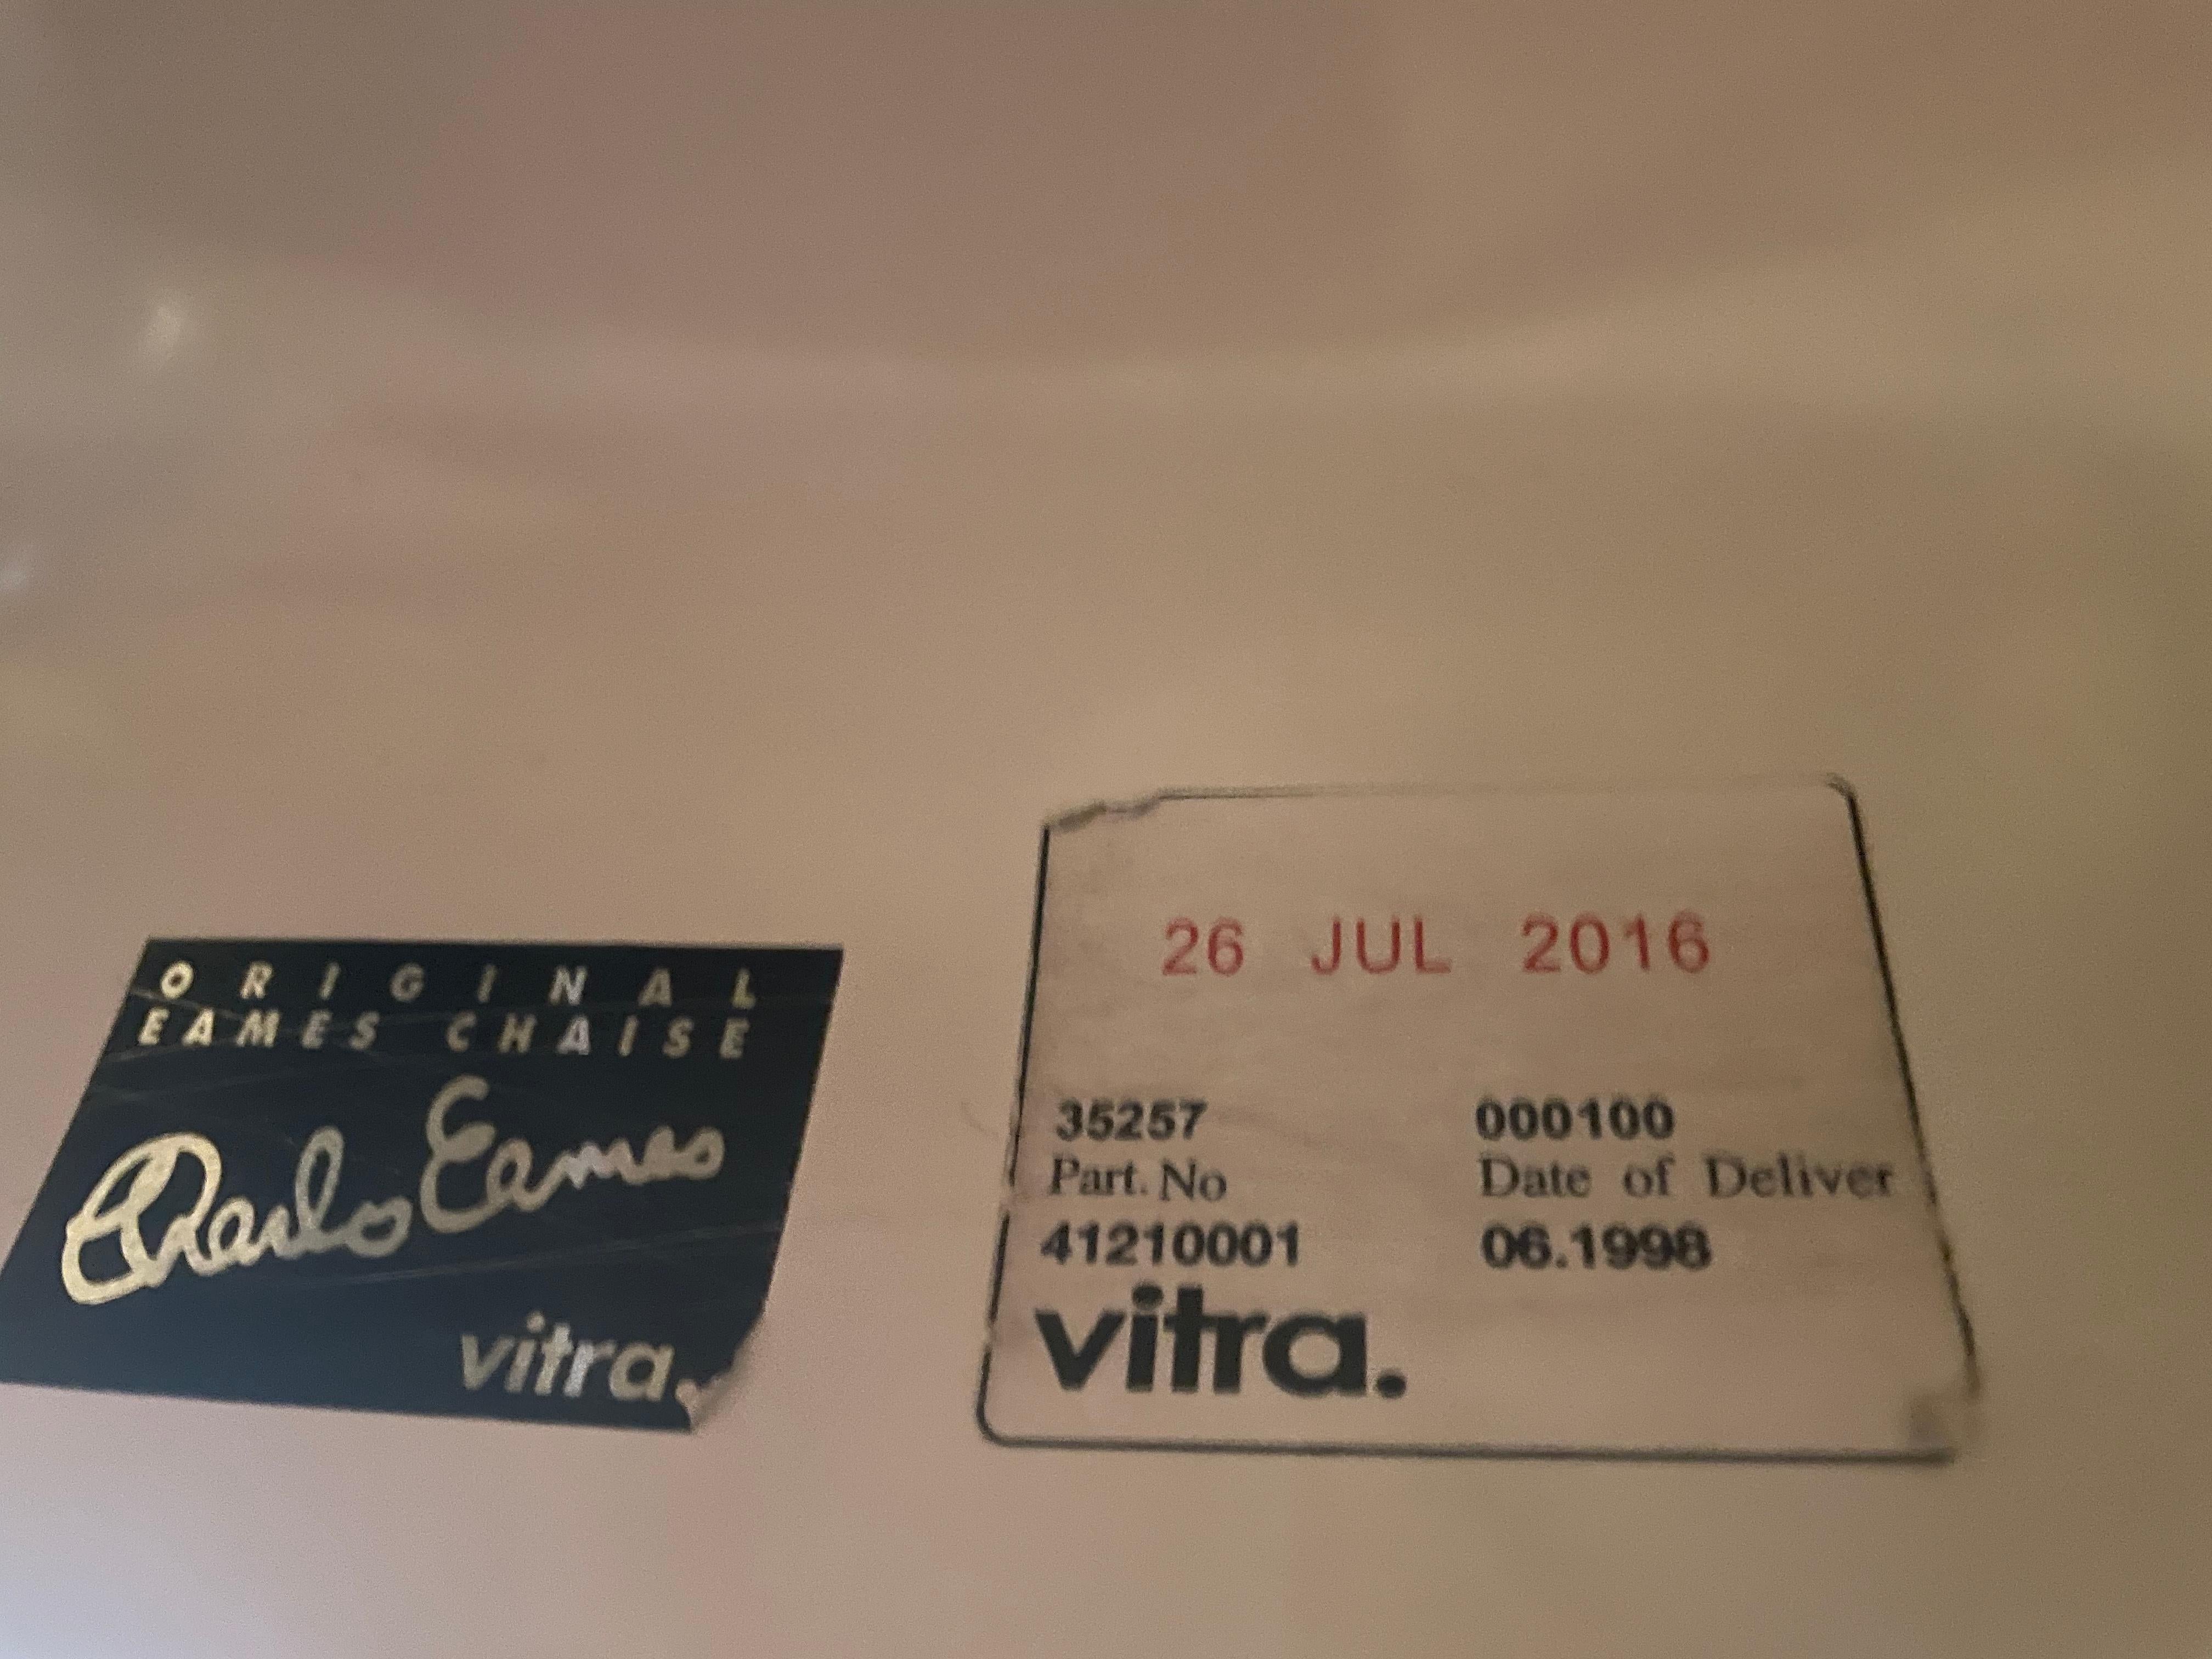 ORIGINAL
EAMES CHAISE
Charles Eames
vitra.
26 JUL 2016
35257 000100
Part. No Date of Deliver
41210001 06.1998
vitra.